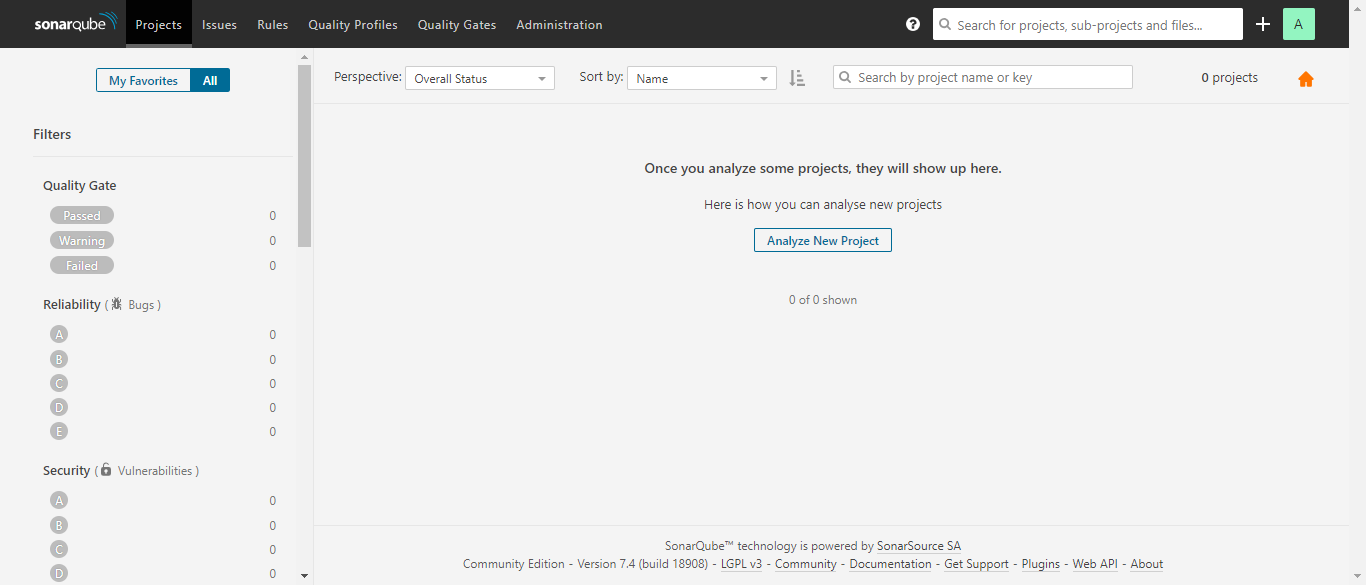 sonarqube Projects Issues Rules Quality Profiles Quality Gates Administration ? Search for projects, sub-projects and files... + A
My Favorites All
Perspective: Overall Status Sort by: Name Search by project name or key 0 projects
Filters
Quality Gate
Passed 0
Warning 0
Failed 0
Reliability ( Bugs )
A 0
B 0
C 0
D 0
E 0
Security ( Vulnerabilities )
A 0
B 0
C 0
D 0
Once you analyze some projects, they will show up here.
Here is how you can analyse new projects
Analyze New Project
0 of 0 shown
SonarQube™ technology is powered by SonarSource SA
Community Edition - Version 7.4 (build 18908) - LGPL v3 - Community - Documentation - Get Support - Plugins - Web API - About